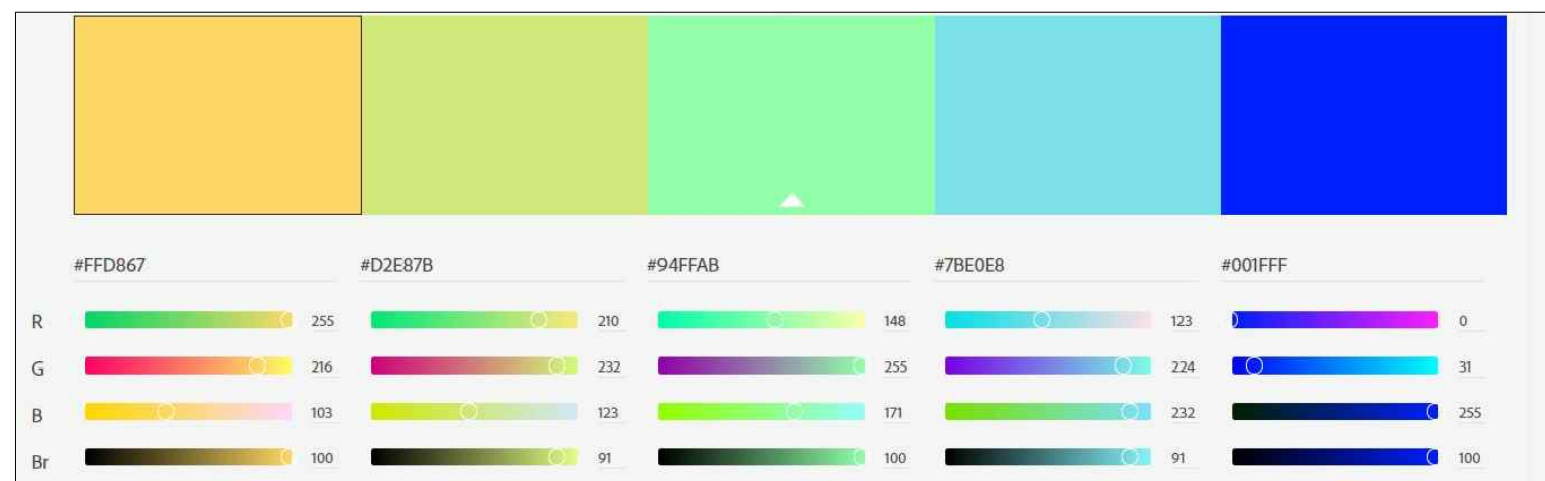 #FFD867 #D2E87B #94FFAB #7BE0E8 #001FFF
R 255 210 148 123 0
G 216 232 255 224 31
B 103 123 171 232 255
Br 100 91 100 91 100